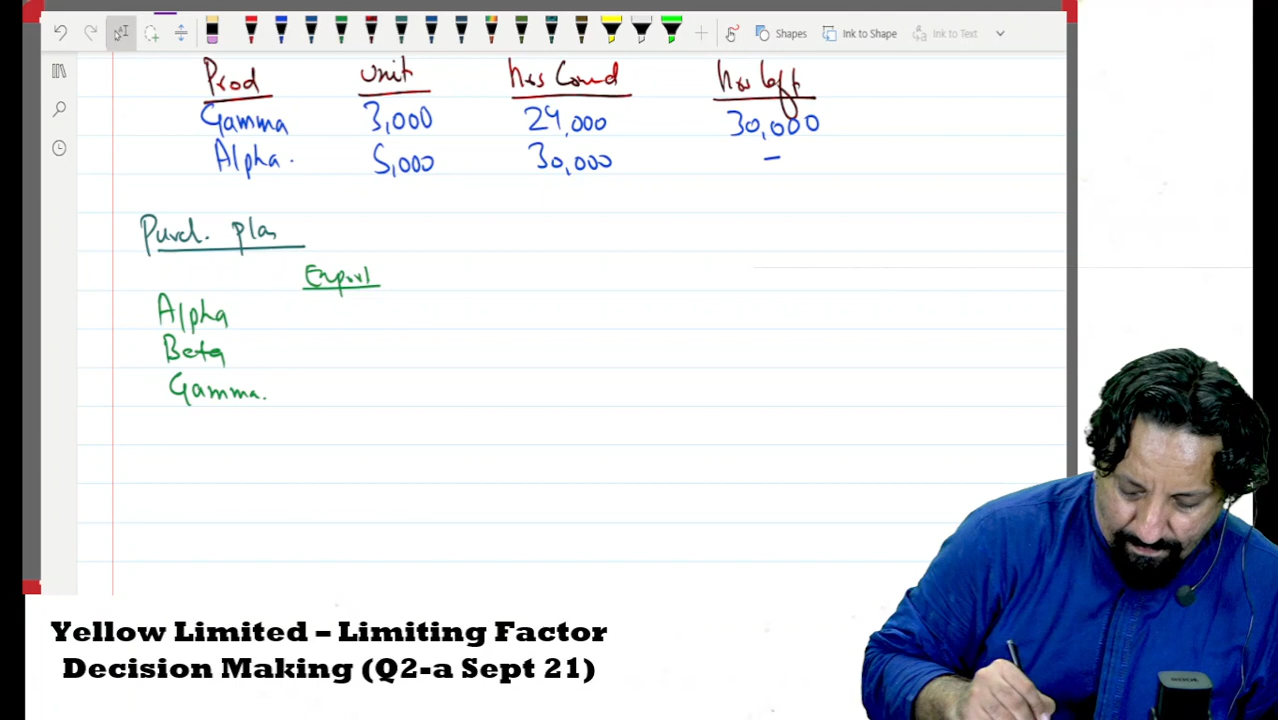 Ink to Shape
Shapes
Ink to Text
Prod unit hrs Cond hrs left
Gamma 3,000 24,000 30,000
Alpha. 5,000 30,000 -
Purch. plan
Export
Alpha
Beta
Gamma.
Yellow Limited – Limiting Factor
Decision Making (Q2-a Sept 21)